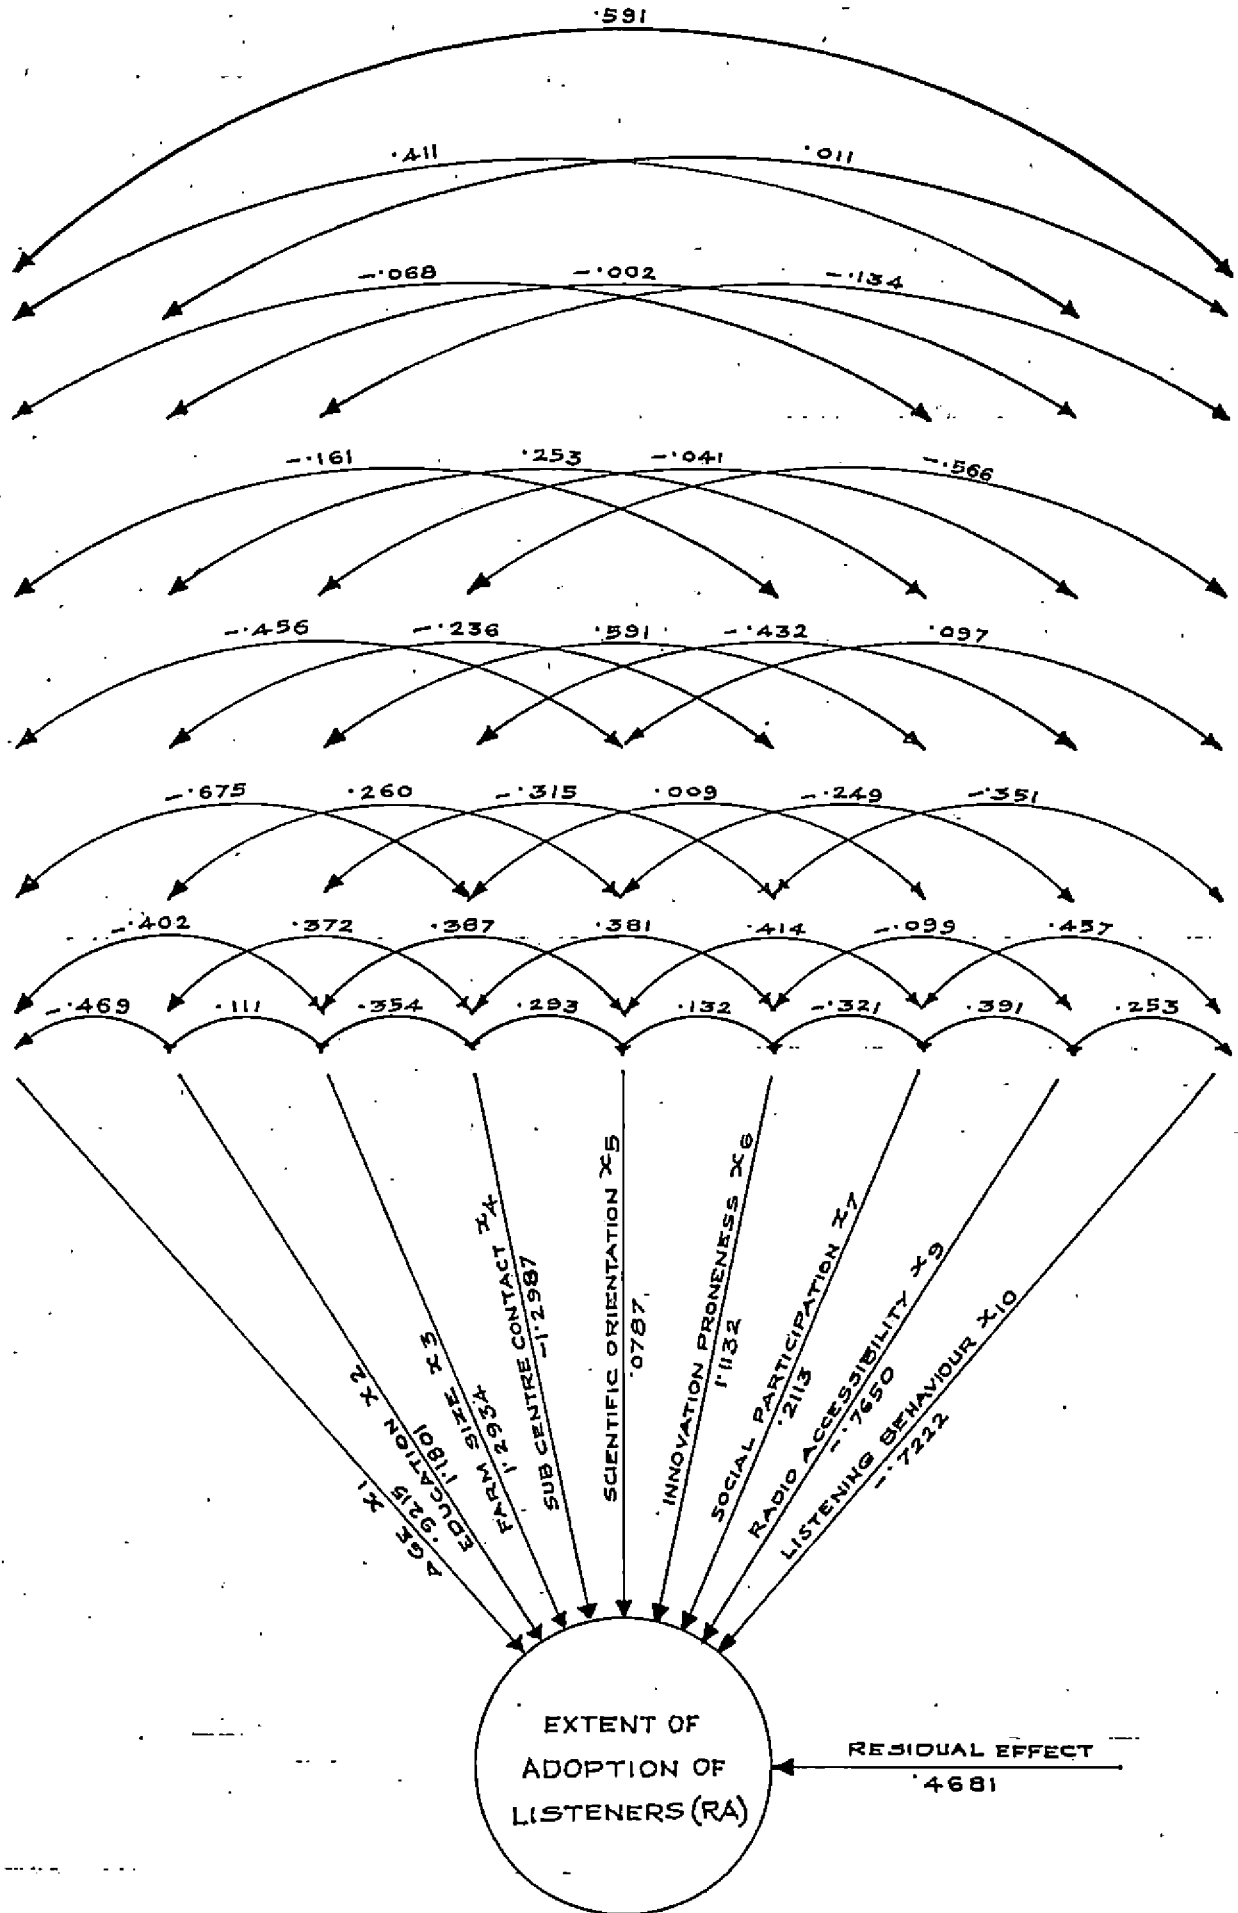 ·591
·411 ·011
-·068 -·002 -·134
-·161 ·253 -·041 -·566
-·456 -·236 ·591 -·432 ·097
-·675 ·260 -·315 ·009 -·249 -·351
-·402 ·372 ·387 ·381 ·414 -·099 ·457
-·469 ·111 ·354 ·293 ·132 -·321 ·391 ·253
AGE X1
·9215
EDUCATION X2
1·1801
FARM SIZE X3
1·2934
SUB CENTRE CONTACT X4
-1·2987
SCIENTIFIC ORIENTATION X5
·0787
INNOVATION PRONENESS X6
1·1132
SOCIAL PARTICIPATION X7
·2113
RADIO ACCESSIBILITY X9
-·7650
LISTENING BEHAVIOUR X10
-·7222
EXTENT OF
ADOPTION OF
LISTENERS (RA)
RESIDUAL EFFECT
·4681